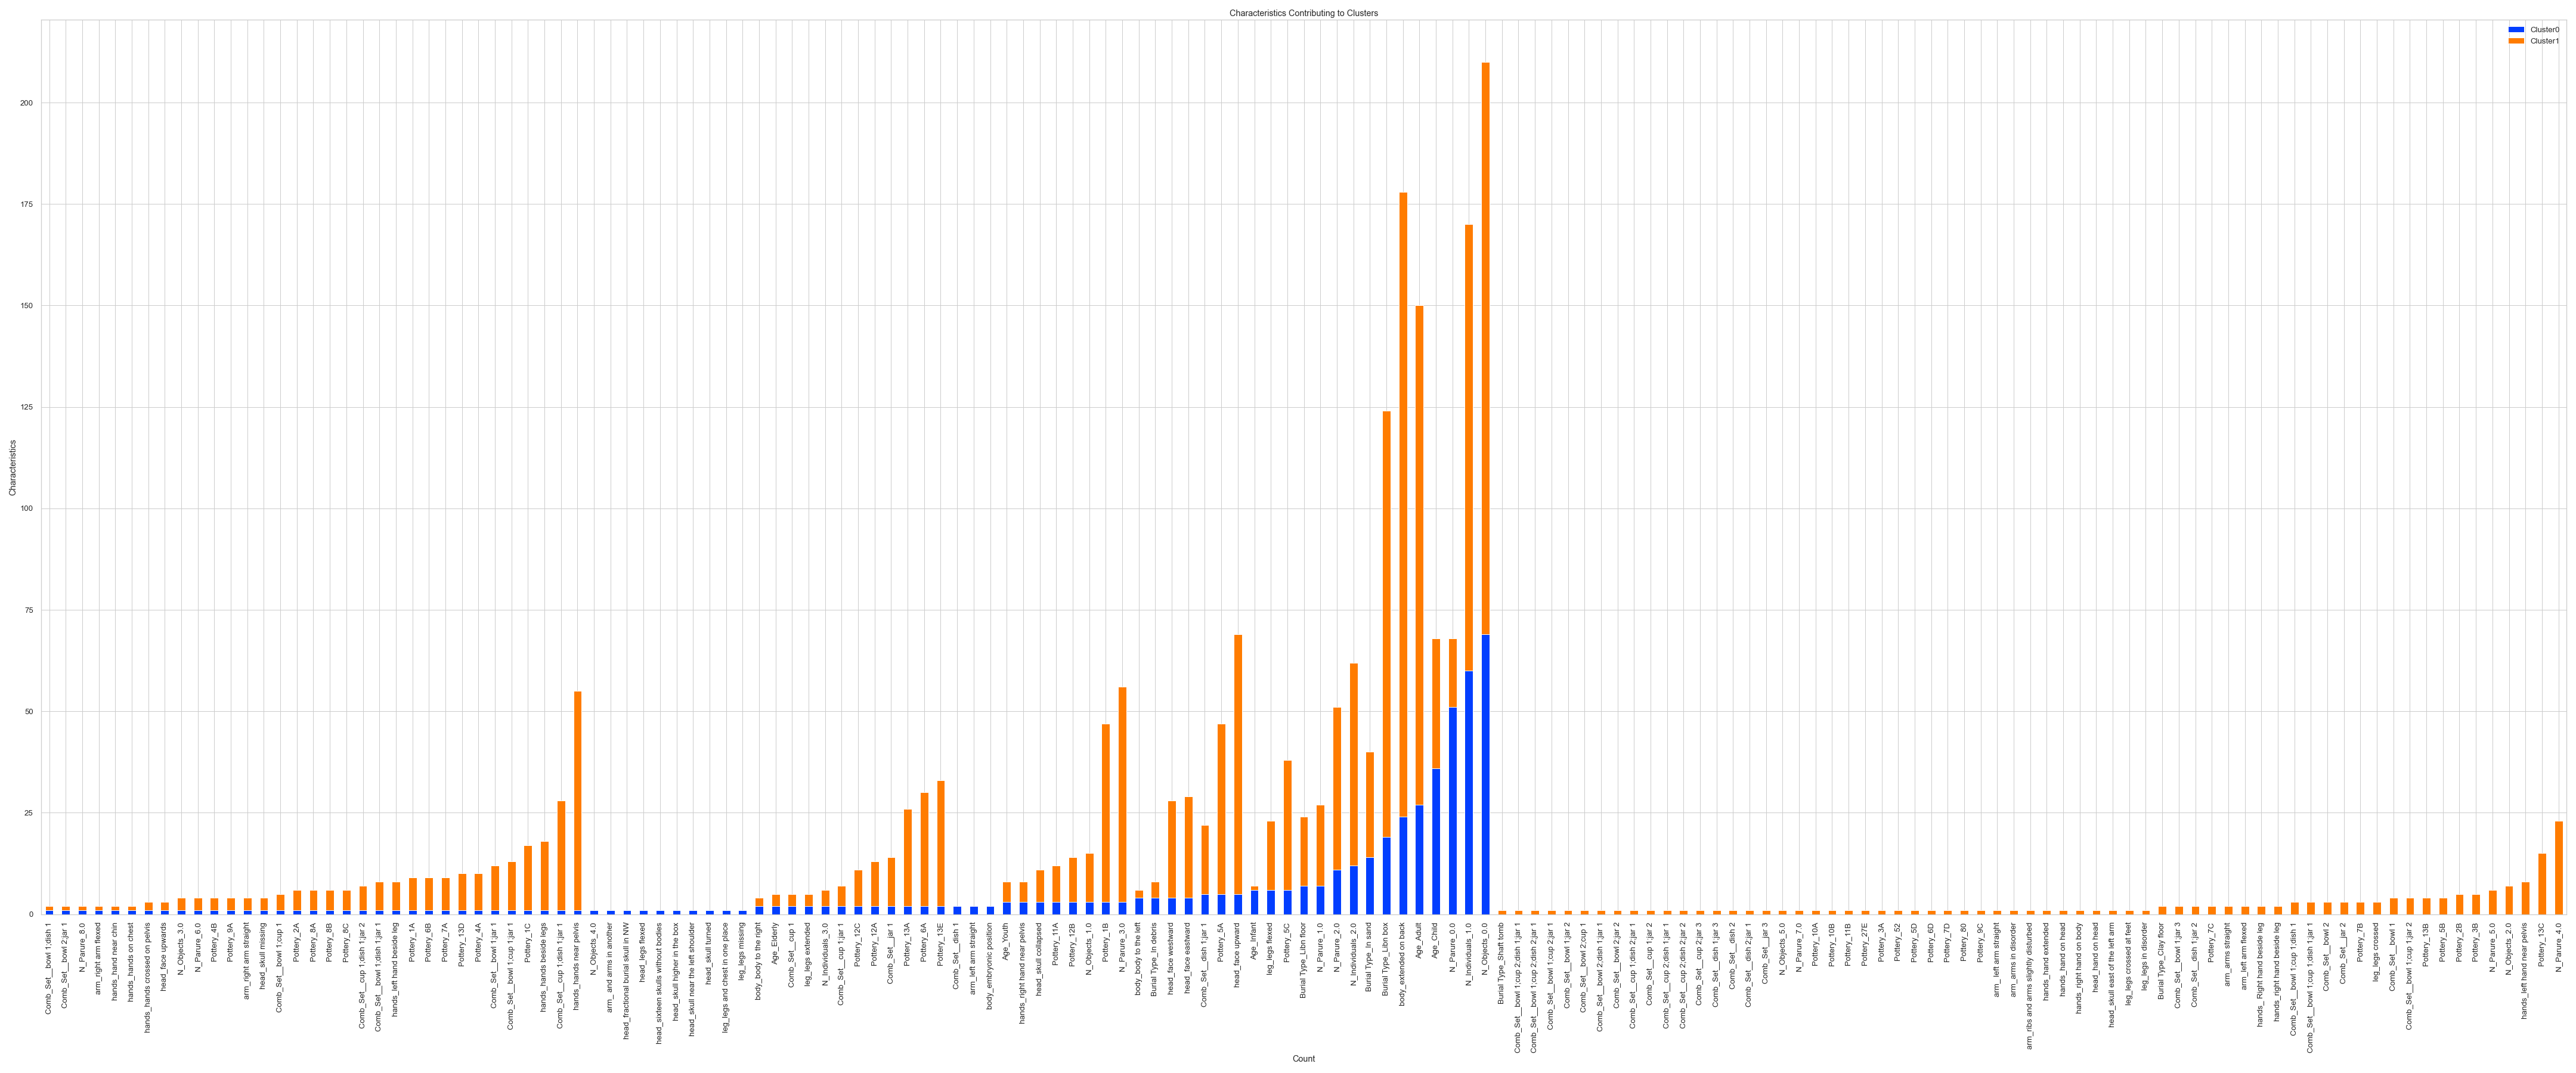 Characteristics Contributing to Clusters
Cluster0
Cluster1
200
175
150
125
100
75
50
25
0
Characteristics
Comb_Set__bowl 1;dish 1
Comb_Set__bowl 2;jar 1
N_Parure_8.0
arm_right arm flexed
hands_hand near chin
hands_hands on chest
hands_hands crossed on pelvis
head_face upwards
N_Objects_3.0
N_Parure_6.0
Pottery_4B
Pottery_9A
arm_right arm straight
head_skull missing
Comb_Set__bowl 1;cup 1
Pottery_2A
Pottery_8A
Pottery_8B
Pottery_8C
Comb_Set__cup 1;dish 1;jar 2
Comb_Set__bowl 1;dish 1;jar 1
hands_left hand beside leg
Pottery_1A
Pottery_6B
Pottery_7A
Pottery_13D
Pottery_4A
Comb_Set__bowl 1;jar 1
Comb_Set__bowl 1;cup 1;jar 1
Pottery_1C
hands_hands beside legs
Comb_Set__cup 1;dish 1;jar 1
hands_hands near pelvis
N_Objects_4.0
arm_ and arms in another
head_fractional burial skull in NW
head_legs flexed
head_sixteen skulls without bodies
head_skull higher in the box
head_skull near the left shoulder
head_skull turned
leg_legs and chest in one place
leg_legs missing
body_body to the right
Age_Elderly
Comb_Set__cup 1
leg_legs extended
N_Individuals_3.0
Comb_Set__cup 1;jar 1
Pottery_12C
Pottery_12A
Comb_Set__jar 1
Pottery_13A
Pottery_6A
Pottery_13E
Comb_Set__dish 1
arm_left arm straight
body_embryonic position
Age_Youth
hands_right hand near pelvis
head_skull collapsed
Pottery_11A
Pottery_12B
N_Objects_1.0
Pottery_1B
N_Parure_3.0
body_body to the left
Burial Type_In debris
head_face westward
head_face eastward
Comb_Set__dish 1;jar 1
Pottery_5A
head_face upward
Age_Infant
leg_legs flexed
Pottery_5C
Burial Type_Libn floor
N_Parure_1.0
N_Parure_2.0
N_Individuals_2.0
Burial Type_In sand
Burial Type_Libn box
body_extended on back
Age_Adult
Age_Child
N_Parure_0.0
N_Individuals_1.0
N_Objects_0.0
Burial Type_Shaft tomb
Comb_Set__bowl 1;cup 2;dish 1;jar 1
Comb_Set__bowl 1;cup 2;dish 2;jar 1
Comb_Set__bowl 1;cup 2;jar 1
Comb_Set__bowl 1;jar 2
Comb_Set__bowl 2;cup 1
Comb_Set__bowl 2;dish 1;jar 1
Comb_Set__bowl 2;jar 2
Comb_Set__cup 1;dish 2;jar 1
Comb_Set__cup 1;jar 2
Comb_Set__cup 2;dish 1;jar 1
Comb_Set__cup 2;dish 2;jar 2
Comb_Set__cup 2;jar 3
Comb_Set__dish 1;jar 3
Comb_Set__dish 2
Comb_Set__dish 2;jar 1
Comb_Set__jar 3
N_Objects_5.0
N_Parure_7.0
Pottery_10A
Pottery_10B
Pottery_11B
Pottery_27E
Pottery_3A
Pottery_52
Pottery_5D
Pottery_6D
Pottery_7D
Pottery_80
Pottery_9C
arm_ left arm straight
arm_arms in disorder
arm_ribs and arms slightly disturbed
hands_hand extended
hands_hand on head
hands_right hand on body
head_hand on head
head_skull east of the left arm
leg_legs crossed at feet
leg_legs in disorder
Burial Type_Clay floor
Comb_Set__bowl 1;jar 3
Comb_Set__dish 1;jar 2
Pottery_7C
arm_arms straight
arm_left arm flexed
hands_ Right hand beside leg
hands_right hand beside leg
Comb_Set__bowl 1;cup 1;dish 1
Comb_Set__bowl 1;cup 1;dish 1;jar 1
Comb_Set__bowl 2
Comb_Set__jar 2
Pottery_7B
leg_legs crossed
Comb_Set__bowl 1
Comb_Set__bowl 1;cup 1;jar 2
Pottery_13B
Pottery_5B
Pottery_2B
Pottery_3B
N_Parure_5.0
N_Objects_2.0
hands_left hand near pelvis
Pottery_13C
N_Parure_4.0
Count